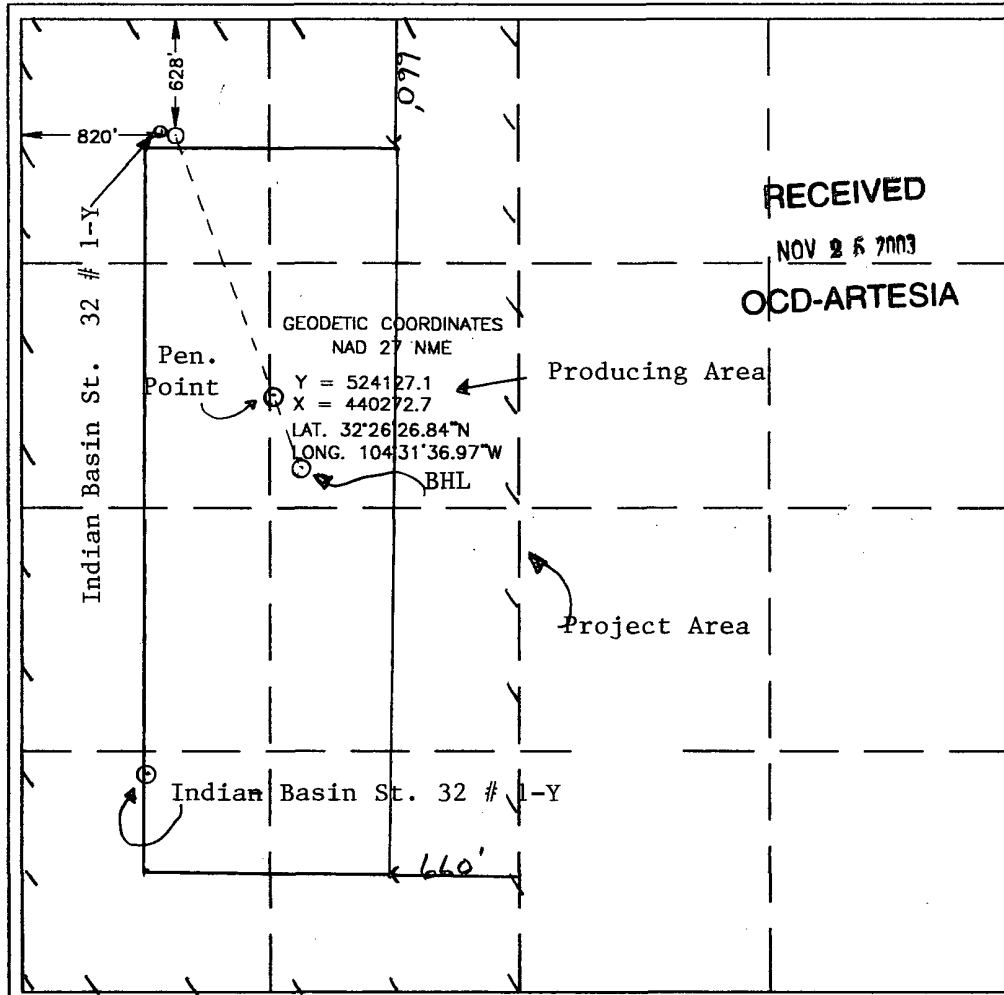 628'
660'
820'
RECEIVED
NOV 25 2003
OCD-ARTESIA
Indian Basin St. 32 # 1-Y
GEODETIC COORDINATES
NAD 27 NME
Y = 524127.1
X = 440272.7
LAT. 32°26'26.84"N
LONG. 104°31'36.97"W
Pen.
Point
Producing Area
BHL
Project Area
Indian Basin St. 32 # 1-Y
660'